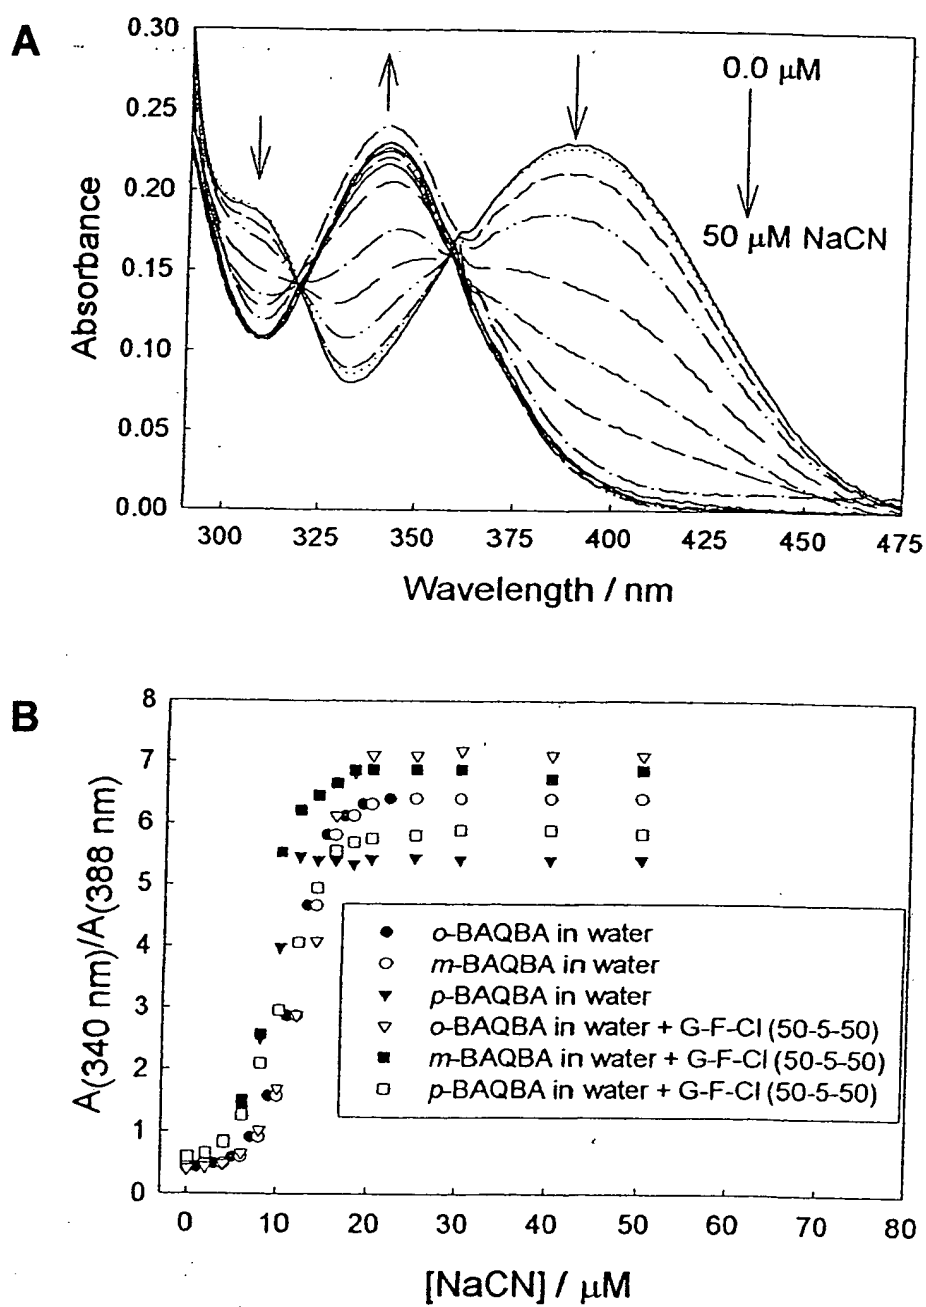 A
0.30
0.25
0.20
0.15
0.10
0.05
0.00
Absorbance
0.0 µM
50 µM NaCN
300 325 350 375 400 425 450 475
Wavelength / nm
B
8
7
6
5
4
3
2
1
0
A(340 nm)/A(388 nm)
o-BAQBA in water
m-BAQBA in water
p-BAQBA in water
o-BAQBA in water + G-F-Cl (50-5-50)
m-BAQBA in water + G-F-Cl (50-5-50)
p-BAQBA in water + G-F-Cl (50-5-50)
0 10 20 30 40 50 60 70 80
[NaCN] / µM